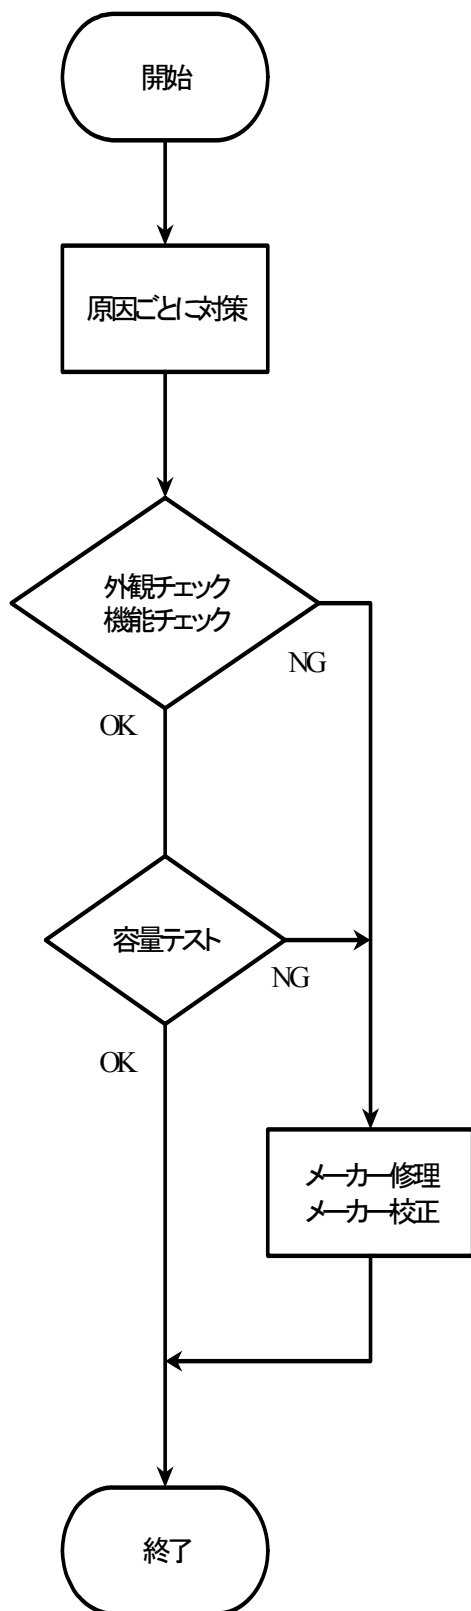 開始
原因ごとに対策
外観チェック
機能チェック
NG
OK
容量テスト
NG
OK
メーカー修理
メーカー校正
終了